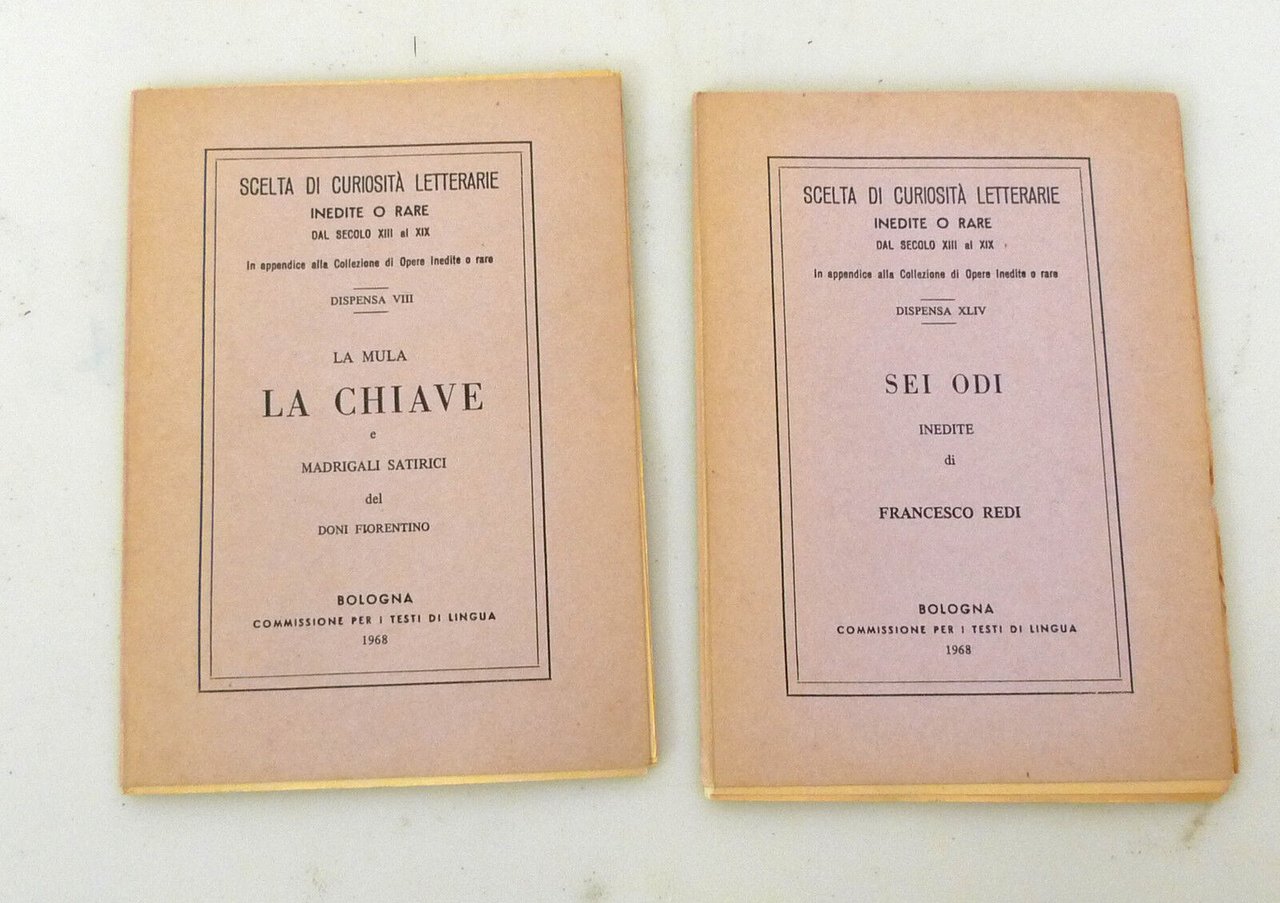 SCELTA DI CURIOSITÀ LETTERARIE
INEDITE O RARE
DAL SECOLO XIII al XIX
In appendice alla Collezione di Opere Inedite o rare
DISPENSA VIII
LA MULA
LA CHIAVE
e
MADRIGALI SATIRICI
del
DONI FIORENTINO
BOLOGNA
COMMISSIONE PER I TESTI DI LINGUA
1968
SCELTA DI CURIOSITÀ LETTERARIE
INEDITE O RARE
DAL SECOLO XIII al XIX
In appendice alla Collezione di Opere Inedite o rare
DISPENSA XLIV
SEI ODI
INEDITE
di
FRANCESCO REDI
BOLOGNA
COMMISSIONE PER I TESTI DI LINGUA
1968